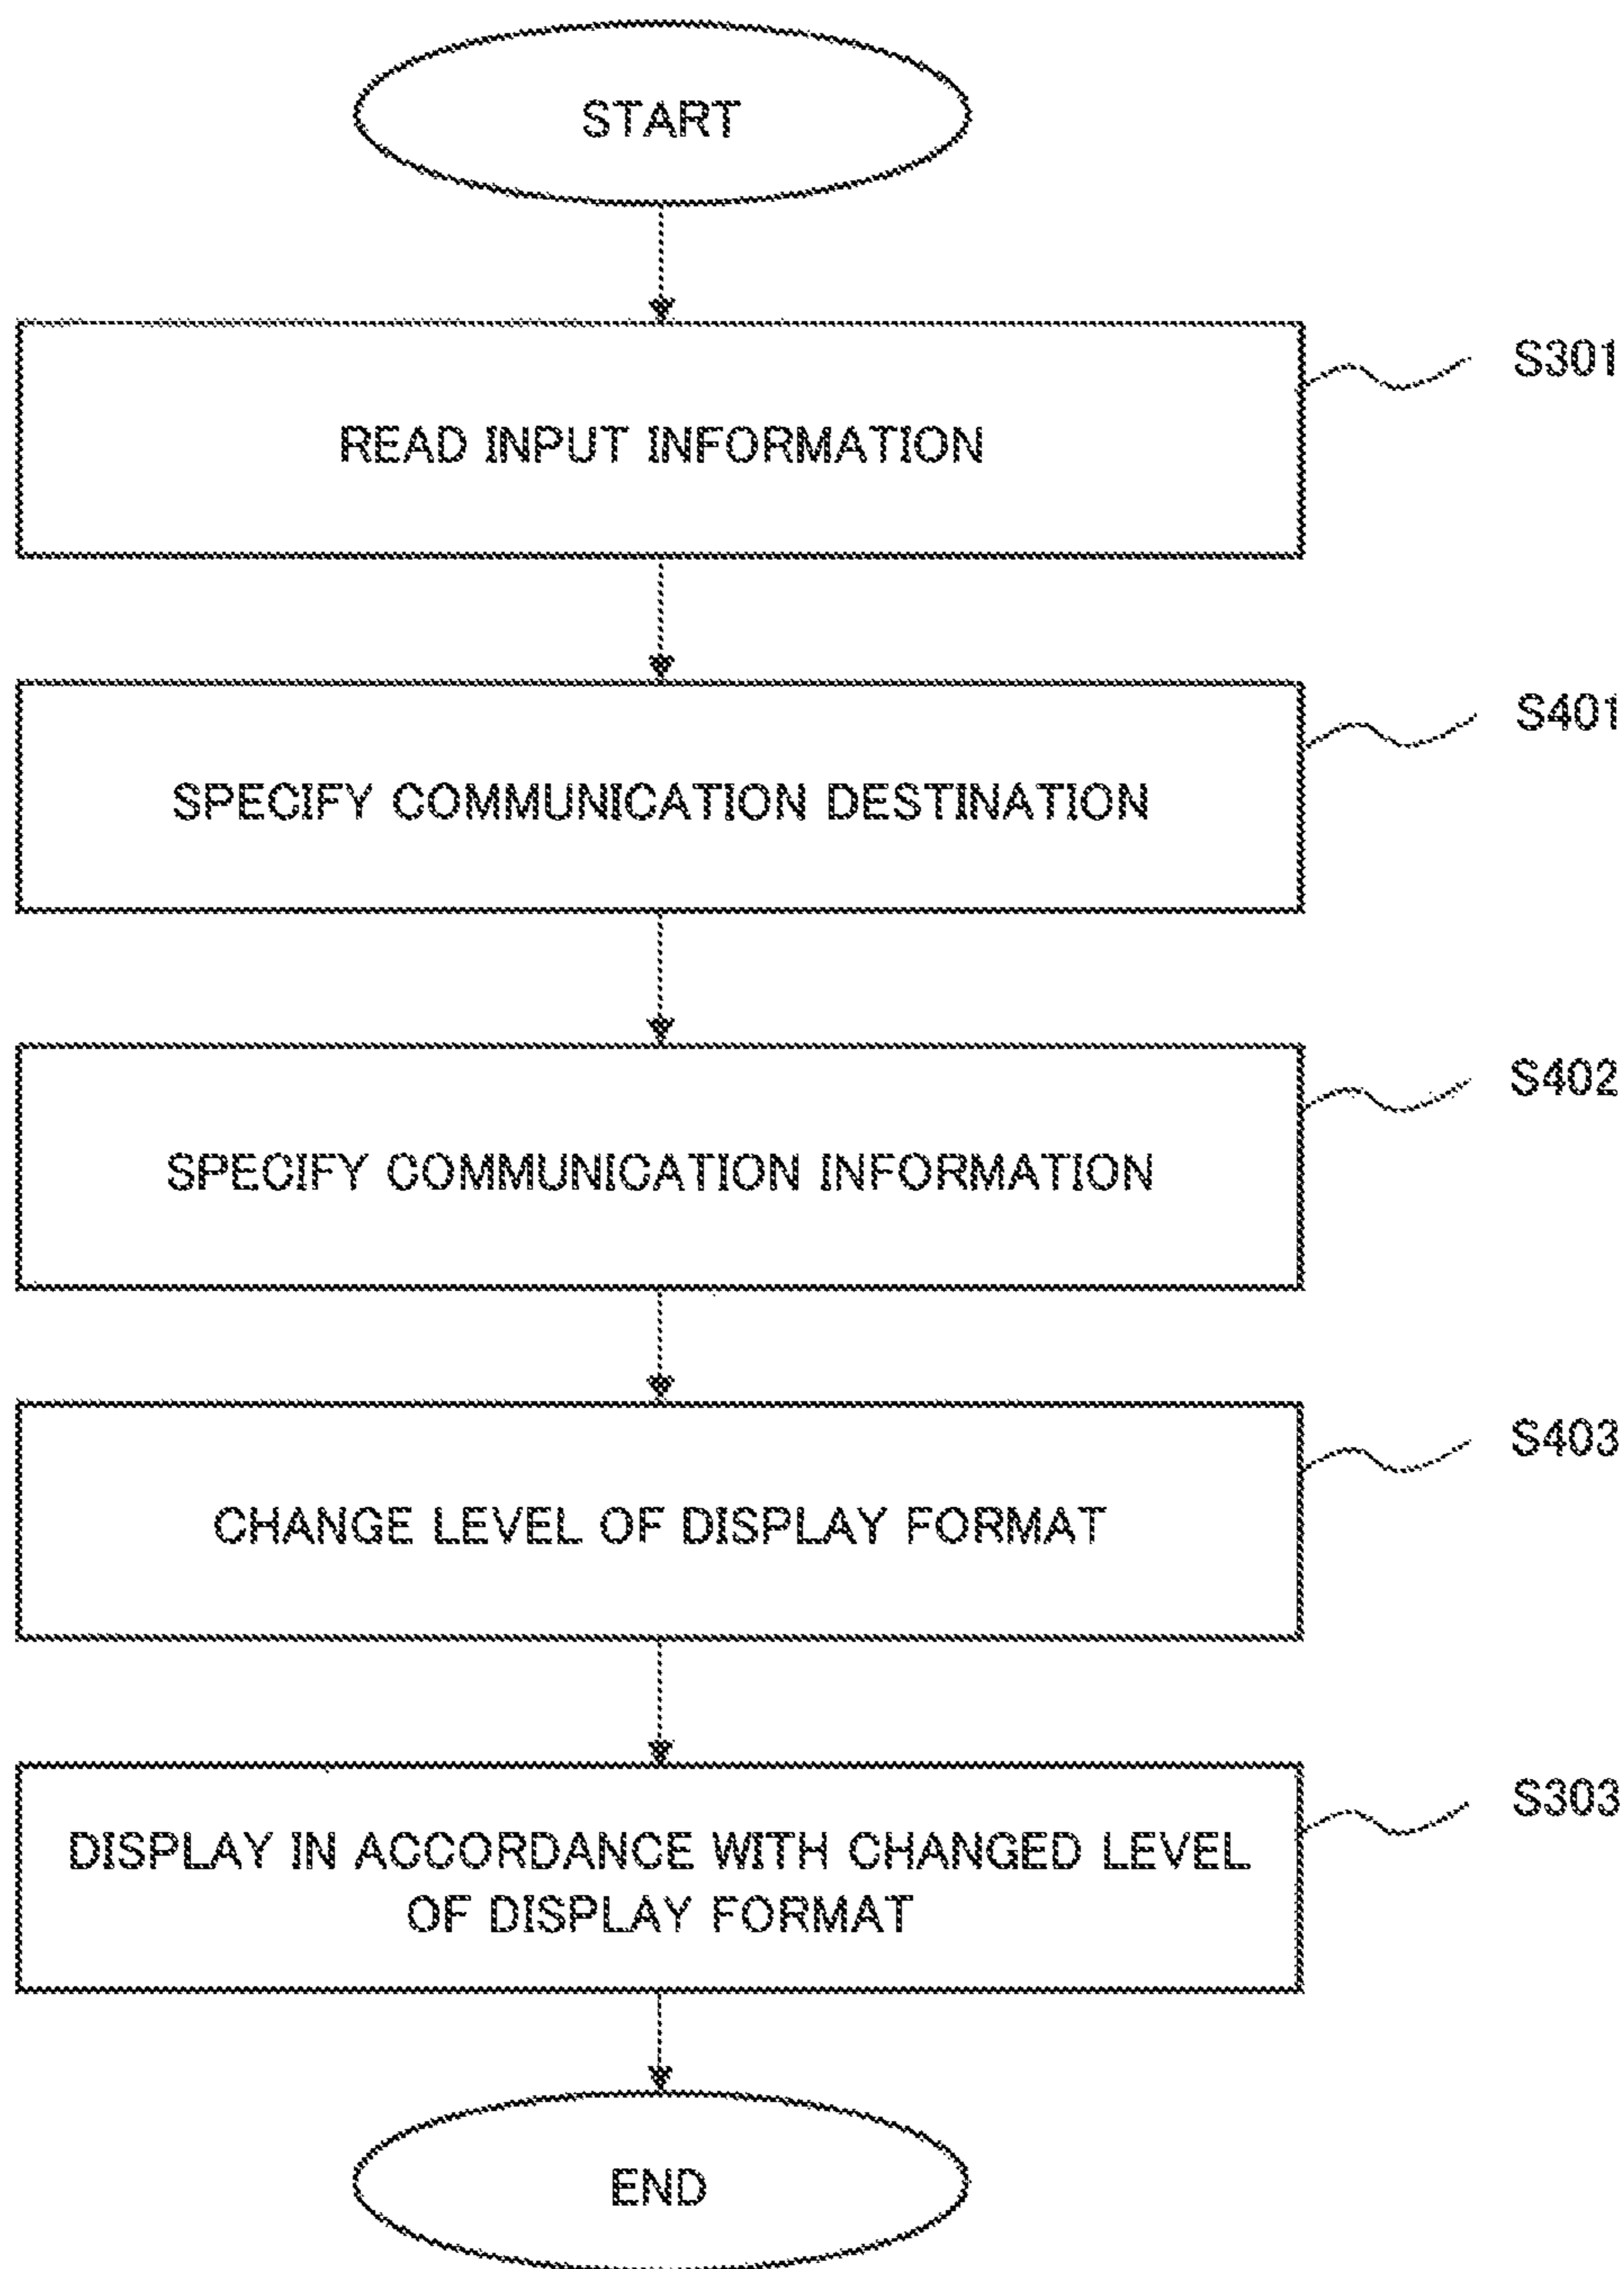 START
READ INPUT INFORMATION
S301
SPECIFY COMMUNICATION DESTINATION
S401
SPECIFY COMMUNICATION INFORMATION
S402
CHANGE LEVEL OF DISPLAY FORMAT
S403
DISPLAY IN ACCORDANCE WITH CHANGED LEVEL
OF DISPLAY FORMAT
S303
END